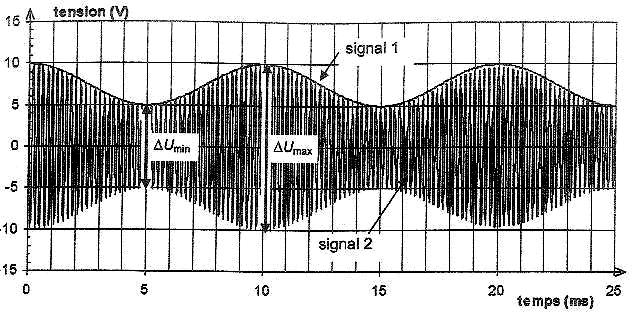 tension (V)
15
signal 1
10
5
ΔUmin
ΔUmax
0
-5
signal 2
-10
-15
0 5 10 15 20 25
temps (ms)